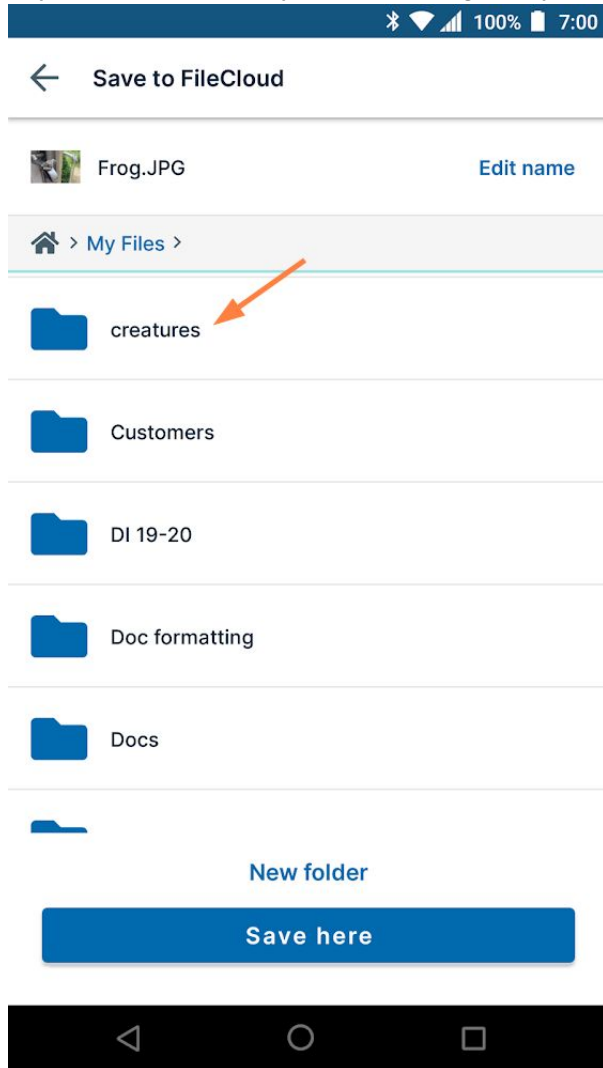 100% 7:00
Save to FileCloud
Frog.JPG Edit name
> My Files >
creatures
Customers
DI 19-20
Doc formatting
Docs
New folder
Save here